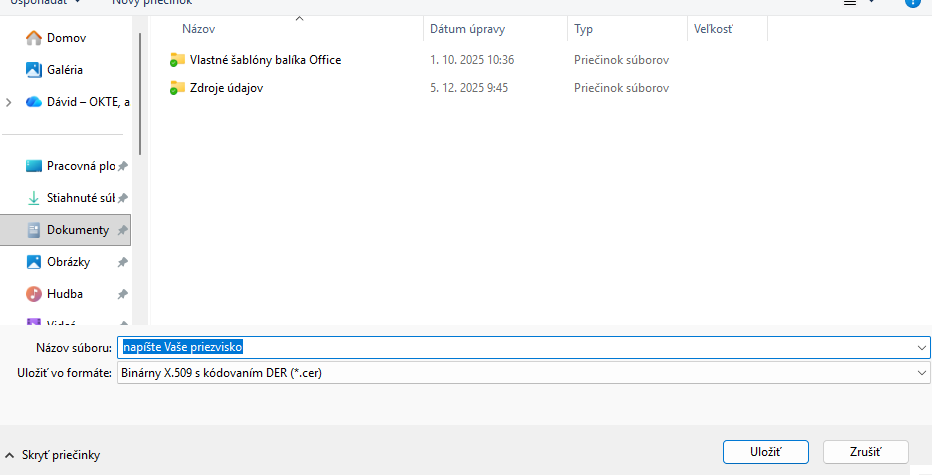 Usporiadať
Nový priečinok
Názov
Dátum úpravy
Typ
Veľkosť
Domov
Galéria
Dávid – OKTE, a
Vlastné šablóny balíka Office
1. 10. 2025 10:36
Priečinok súborov
Zdroje údajov
5. 12. 2025 9:45
Priečinok súborov
Pracovná plo
Stiahnuté súl
Dokumenty
Obrázky
Hudba
Videá
Názov súboru: napíšte Vaše priezvisko
Uložiť vo formáte: Binárny X.509 s kódovaním DER (*.cer)
Skryť priečinky
Uložiť
Zrušiť